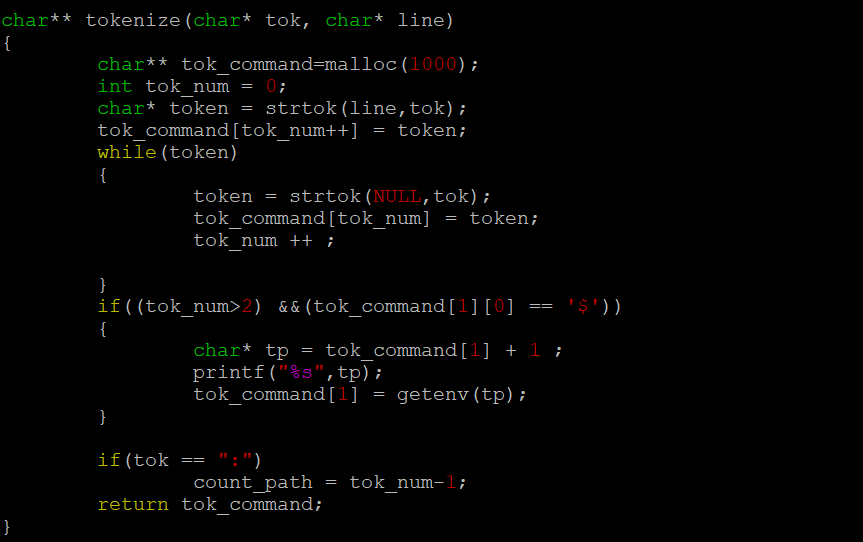 char** tokenize(char* tok, char* line)
{
        char** tok_command=malloc(1000);
        int tok_num = 0;
        char* token = strtok(line,tok);
        tok_command[tok_num++] = token;
        while(token)
        {
                token = strtok(NULL,tok);
                tok_command[tok_num] = token;
                tok_num ++ ;

        }
        if((tok_num>2) &&(tok_command[1][0] == '$'))
        {
                char* tp = tok_command[1] + 1 ;
                printf("%s",tp);
                tok_command[1] = getenv(tp);
        }

        if(tok == ":")
                count_path = tok_num-1;
        return tok_command;
}